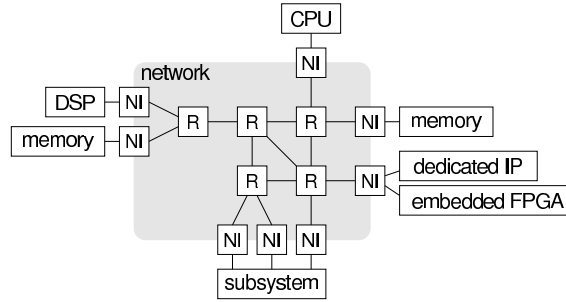 CPU
NI
network
DSP NI
R R R NI memory
memory NI
dedicated IP
R R NI
embedded FPGA
NI NI NI
subsystem